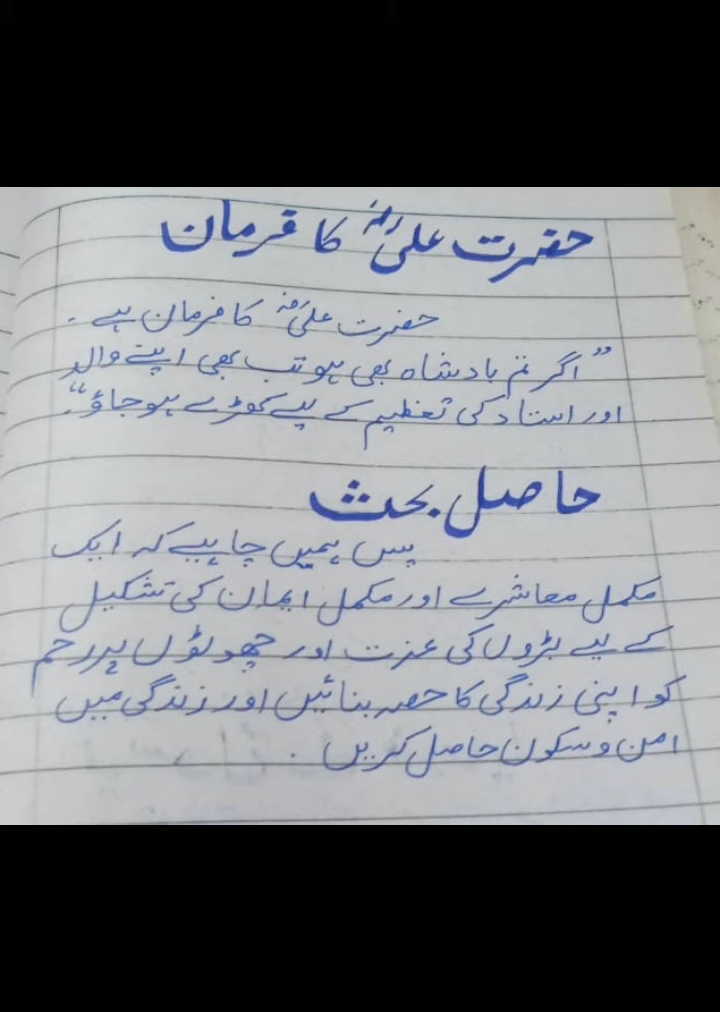 حضرت علیؓ کا فرمان
حضرت علیؓ کا فرمان ہے۔
”اگر تم بادشاہ بھی ہو تب بھی اپنے والد
اور استاد کی تعظیم کے لیے کھڑے ہو جاؤ“۔
حاصل بحث
پس ہمیں چاہیے کہ ایک
مکمل معاشرے اور مکمل ایمان کی تشکیل
کے لیے بڑوں کی عزت اور چھوٹوں پر رحم
کو اپنی زندگی کا حصہ بنائیں اور زندگی میں
امن و سکون حاصل کریں۔